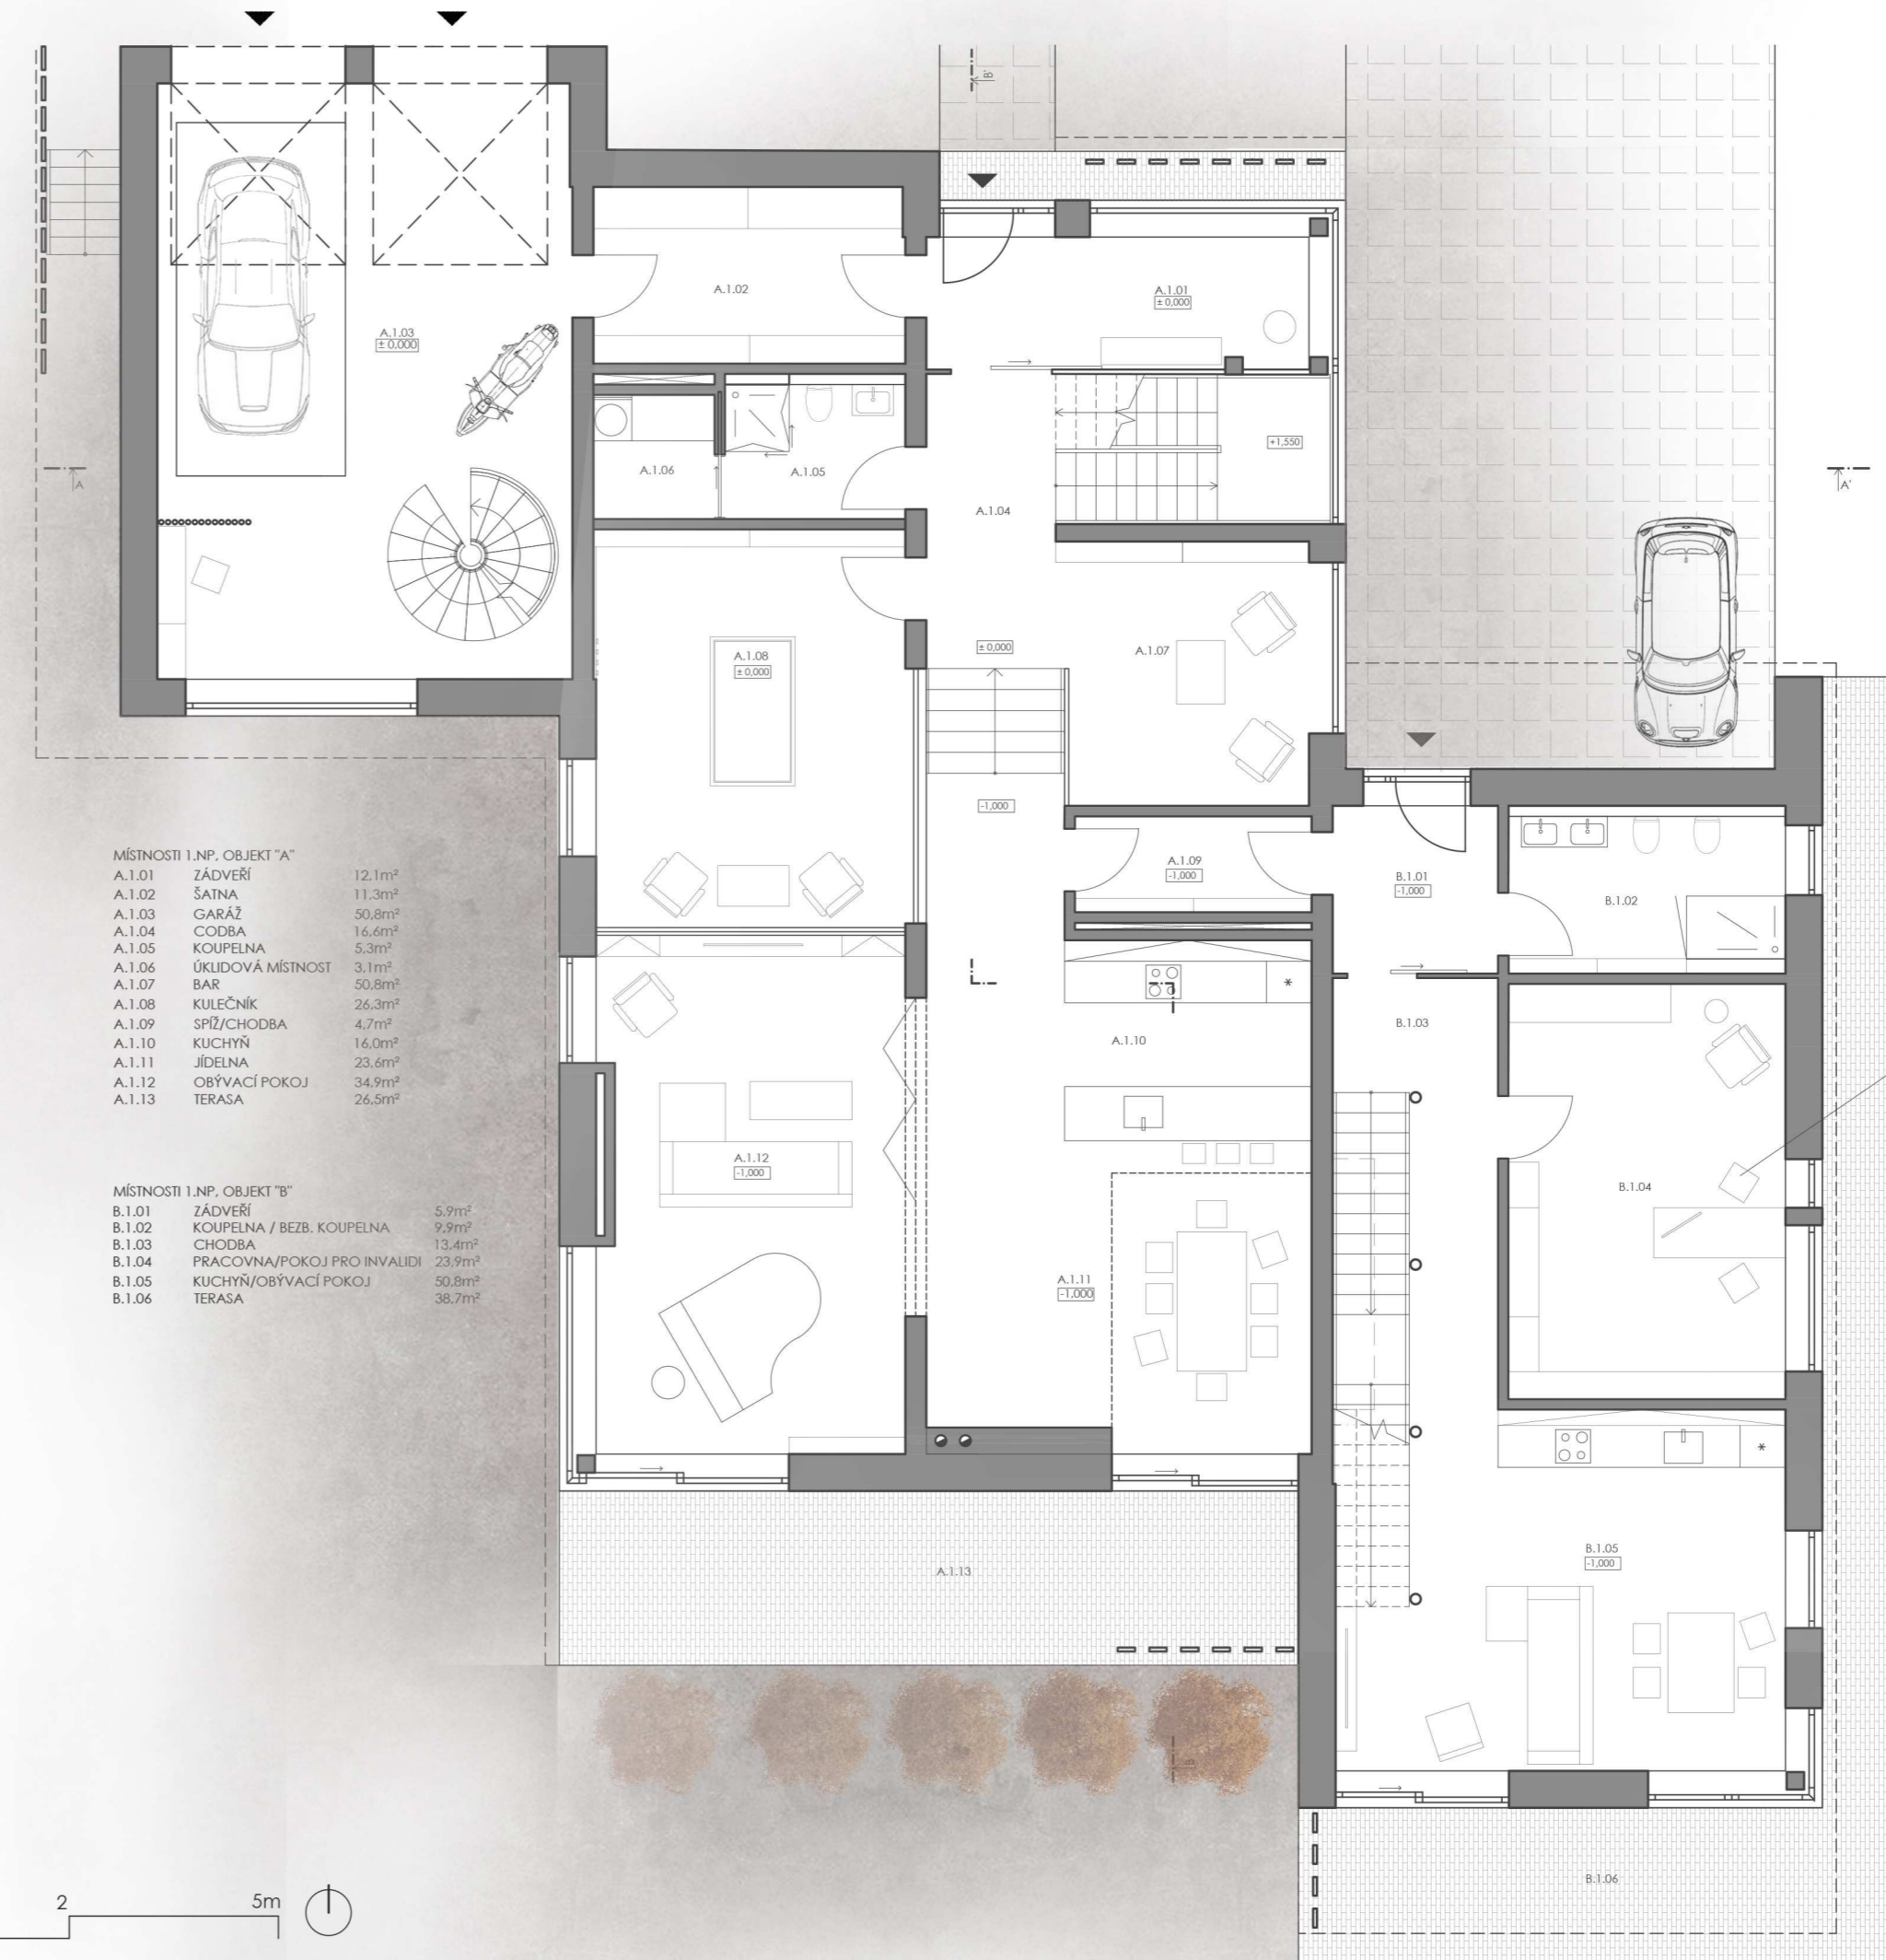 B'
A.1.02
A.1.01
± 0,000
A.1.03
± 0,000
+1,550
A.1.06
A.1.05
A
A'
A.1.04
± 0,000
A.1.07
A.1.08
± 0,000
-1,000
A.1.09
-1,000
B.1.01
-1,000
B.1.02
MÍSTNOSTI 1.NP, OBJEKT "A"
A.1.01 ZÁDVEŘÍ 12,1m²
A.1.02 ŠATNA 11,3m²
A.1.03 GARÁŽ 50,8m²
A.1.04 CODBA 16,6m²
A.1.05 KOUPELNA 5,3m²
A.1.06 ÚKLIDOVÁ MÍSTNOST 3,1m²
A.1.07 BAR 50,8m²
A.1.08 KULEČNÍK 26,3m²
A.1.09 SPÍŽ/CHODBA 4,7m²
A.1.10 KUCHYŇ 16,0m²
A.1.11 JÍDELNA 23,6m²
A.1.12 OBÝVACÍ POKOJ 34,9m²
A.1.13 TERASA 26,5m²
*
B.1.03
A.1.10
A.1.12
-1,000
B.1.04
MÍSTNOSTI 1.NP, OBJEKT "B"
B.1.01 ZÁDVEŘÍ 5,9m²
B.1.02 KOUPELNA / BEZB. KOUPELNA 9,9m²
B.1.03 CHODBA 13,4m²
B.1.04 PRACOVNA/POKOJ PRO INVALIDI 23,9m²
B.1.05 KUCHYŇ/OBÝVACÍ POKOJ 50,8m²
B.1.06 TERASA 38,7m²
A.1.11
-1,000
*
B.1.05
-1,000
A.1.13
B
B.1.06
2 5m